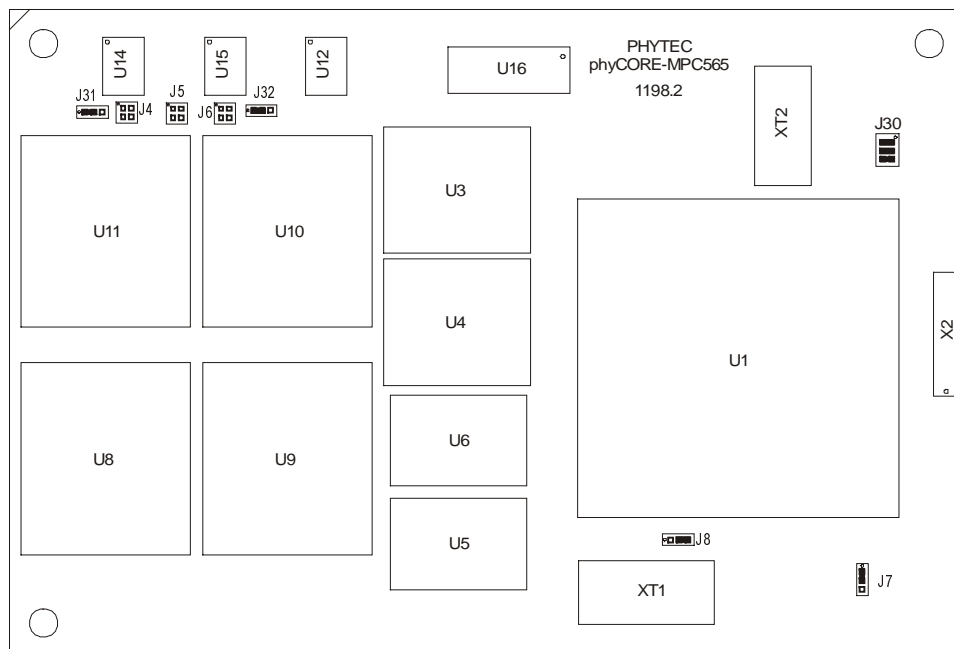 PHYTEC
phyCORE-MPC565
1198.2
U14
U15
U12
U16
XT2
J31
J4
J5
J6
J32
J30
U11
U10
U3
U4
U1
X2
U8
U9
U6
U5
J8
XT1
J7